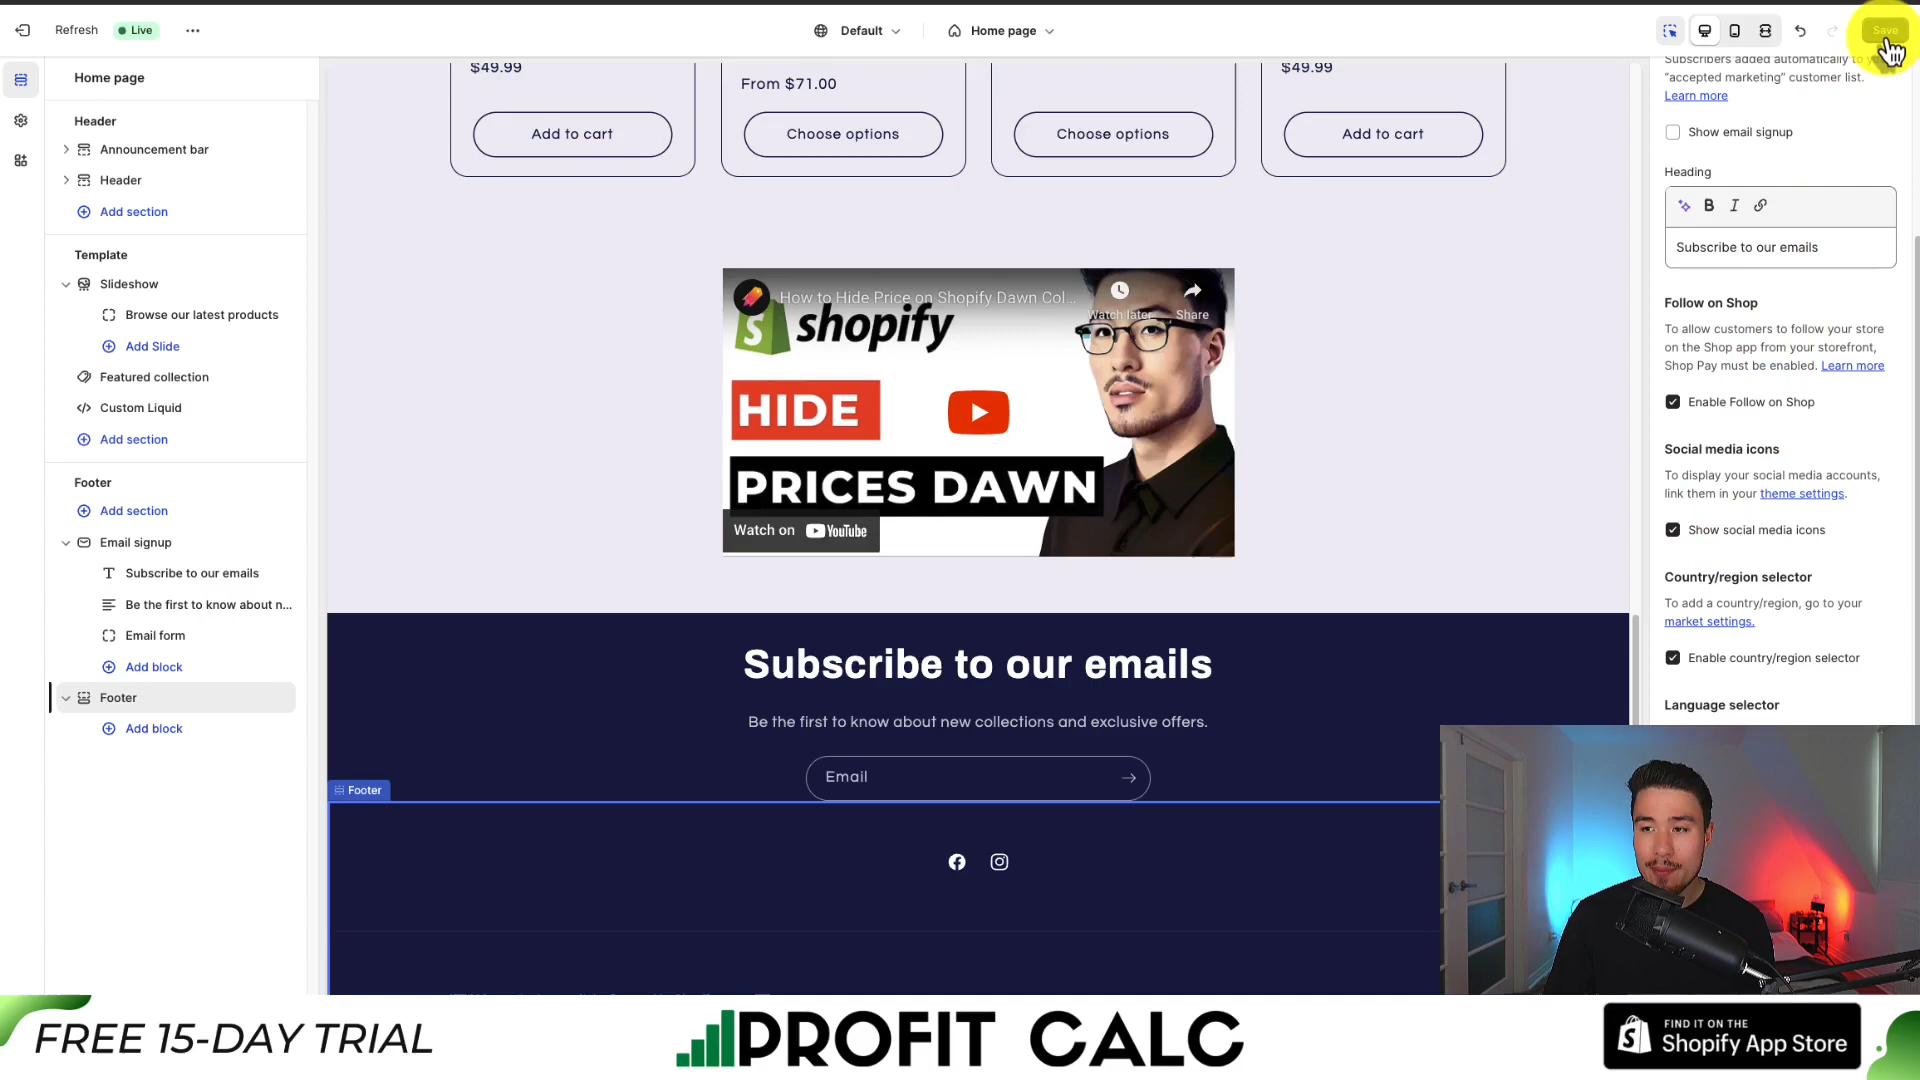 Refresh
Live
Default
Home page
Save
Home page
Header
Announcement bar
Header
Add section
Template
Slideshow
Browse our latest products
Add Slide
Featured collection
Custom Liquid
Add section
Footer
Add section
Email signup
Subscribe to our emails
Be the first to know about n...
Email form
Add block
Footer
Add block
$49.99
From $71.00
$49.99
Add to cart
Choose options
Choose options
Add to cart
How to Hide Price on Shopify Dawn Col...
Watch later
Share
shopify
HIDE
PRICES DAWN
Watch on YouTube
Subscribe to our emails
Be the first to know about new collections and exclusive offers.
Email
Footer
Subscribers added automatically to
"accepted marketing" customer list.
Learn more
Show email signup
Heading
B I
Subscribe to our emails
Follow on Shop
To allow customers to follow your store
on the Shop app from your storefront,
Shop Pay must be enabled. Learn more
Enable Follow on Shop
Social media icons
To display your social media accounts,
link them in your theme settings.
Show social media icons
Country/region selector
To add a country/region, go to your
market settings.
Enable country/region selector
Language selector
FREE 15-DAY TRIAL
PROFIT CALC
FIND IT ON THE
Shopify App Store